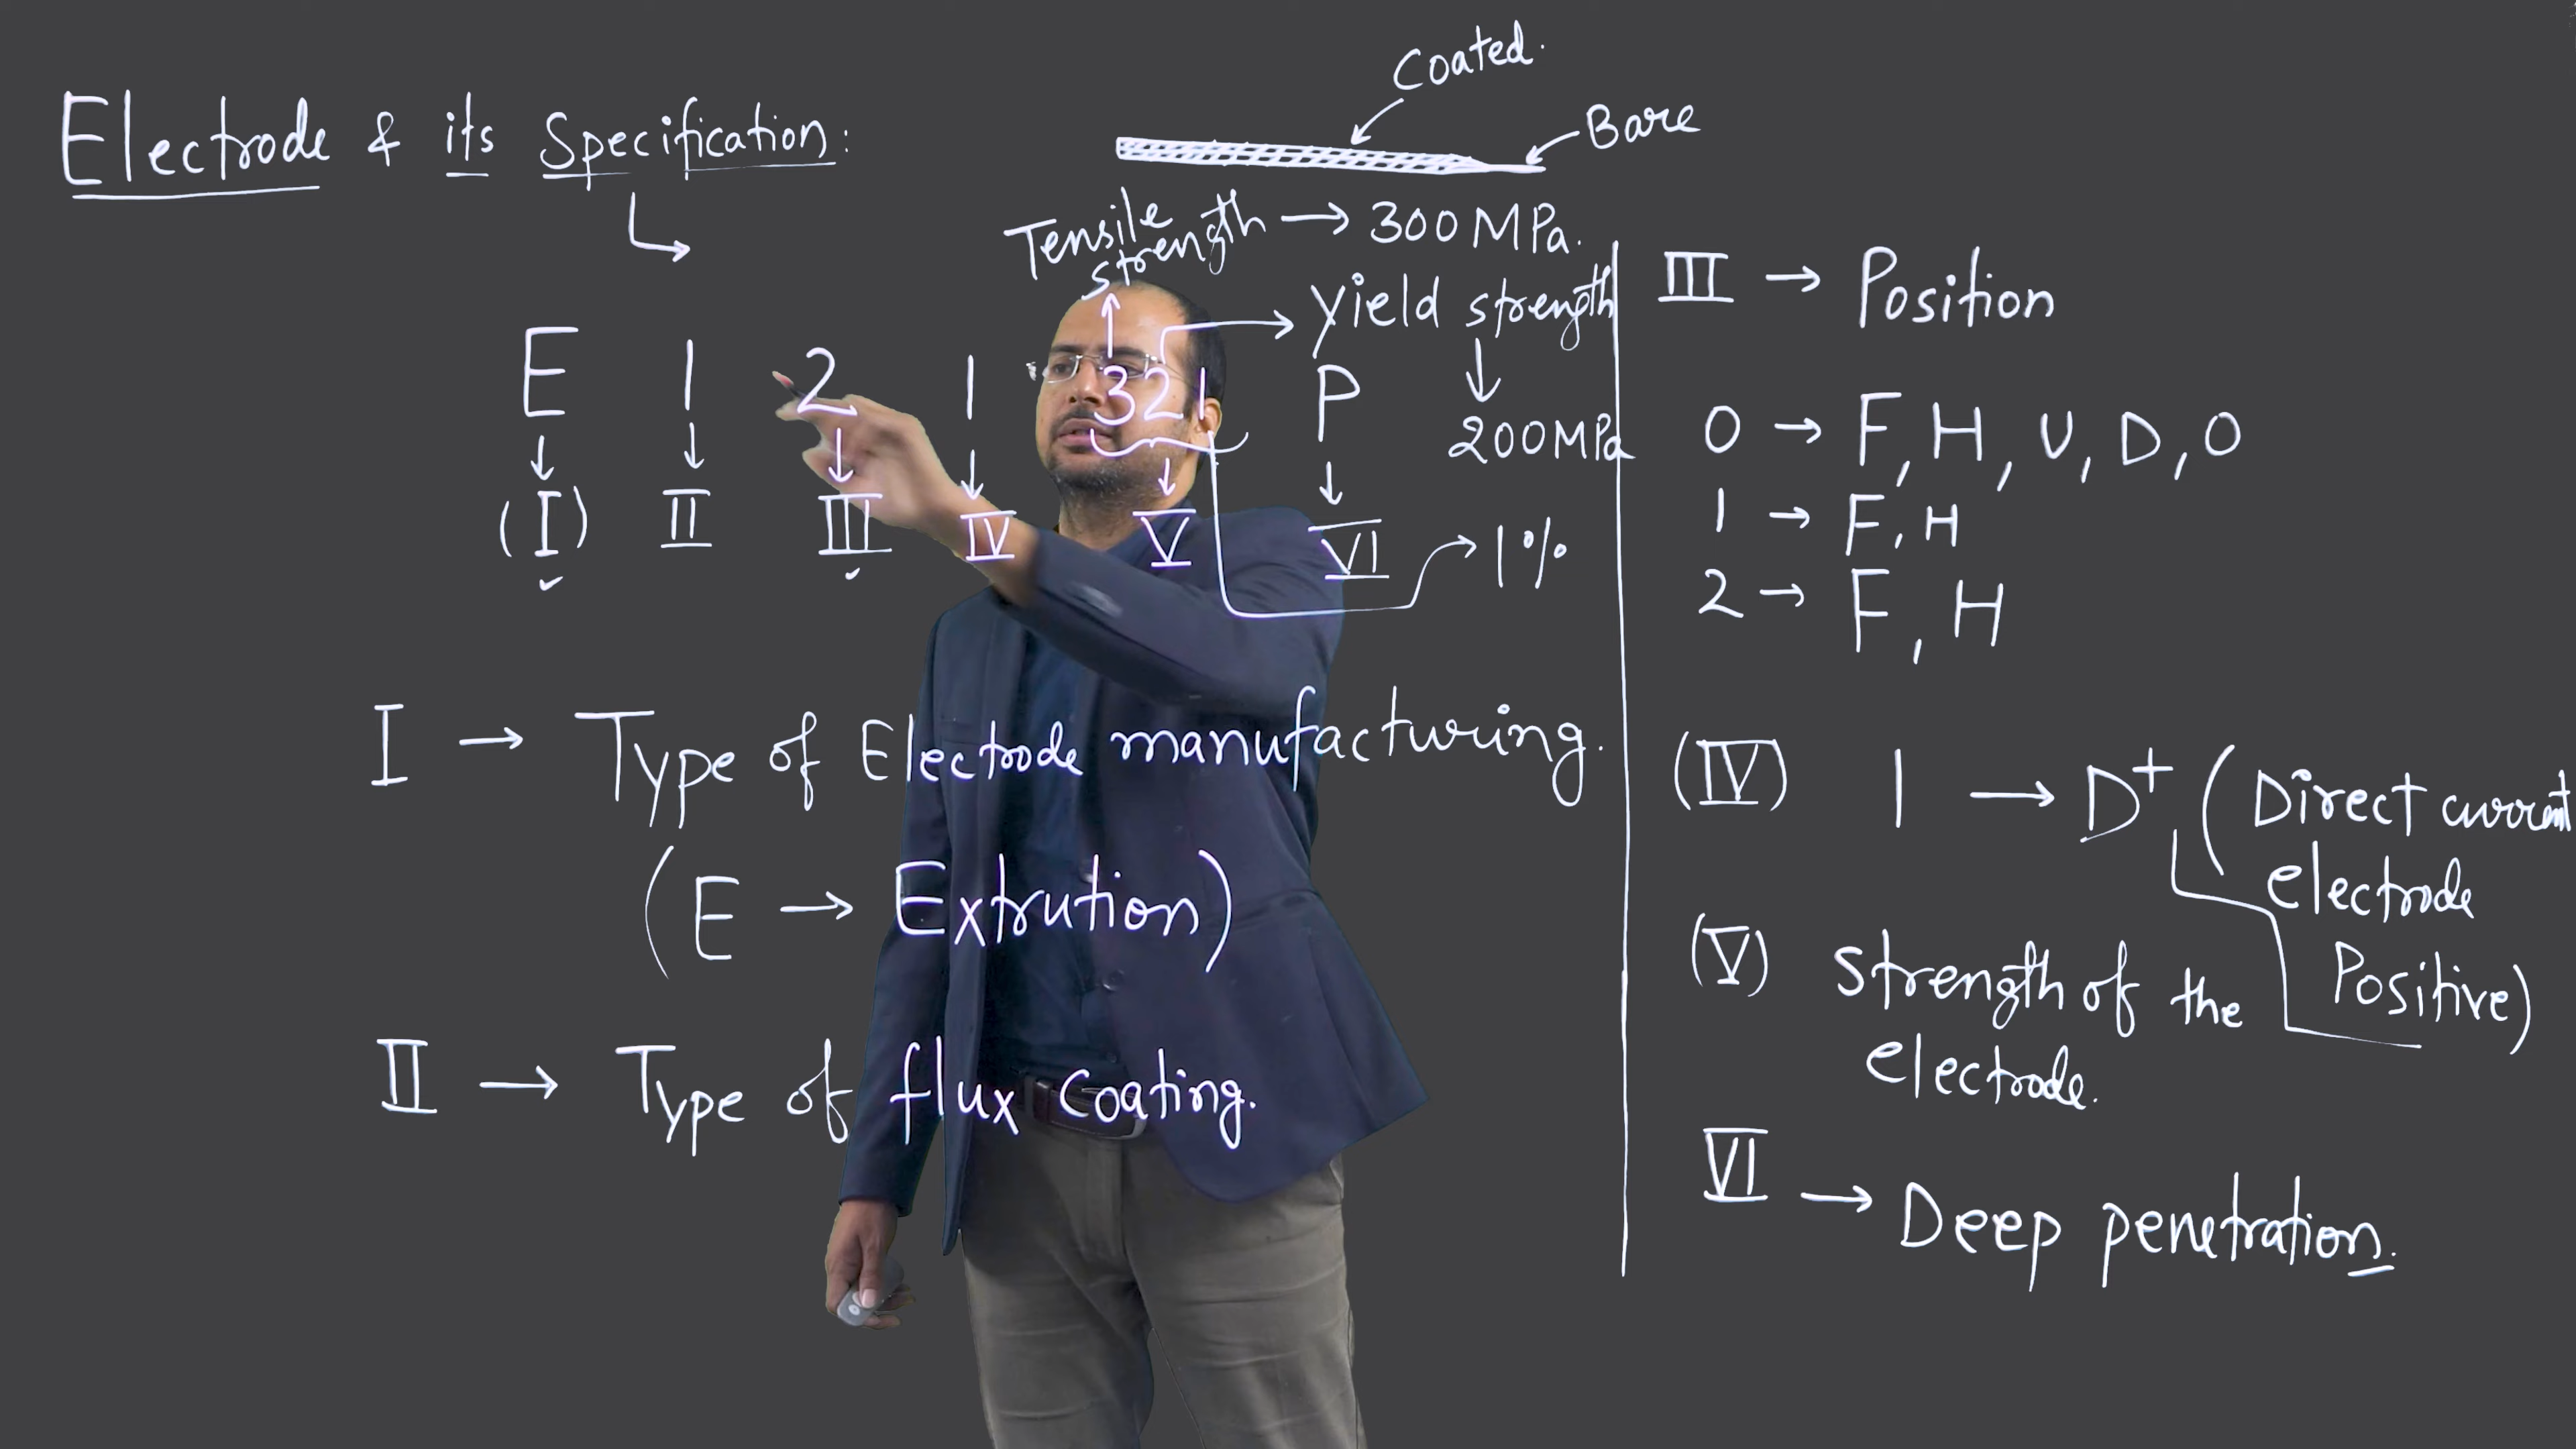 Electrode & its Specification:
Coated.
Bare
Tensile strength → 300 MPa.
Yield strength
200 MPa
E 1 2 1 321 P
(I) II III IV V VI
1%
I → Type of Electrode manufacturing.
(E → Extrution)
II → Type of flux coating.
III → Position
0 → F, H, V, D, O
1 → F, H
2 → F, H
(IV) 1 → D+ (Direct current
electrode
Positive)
(V) Strength of the
electrode.
VI → Deep penetration.